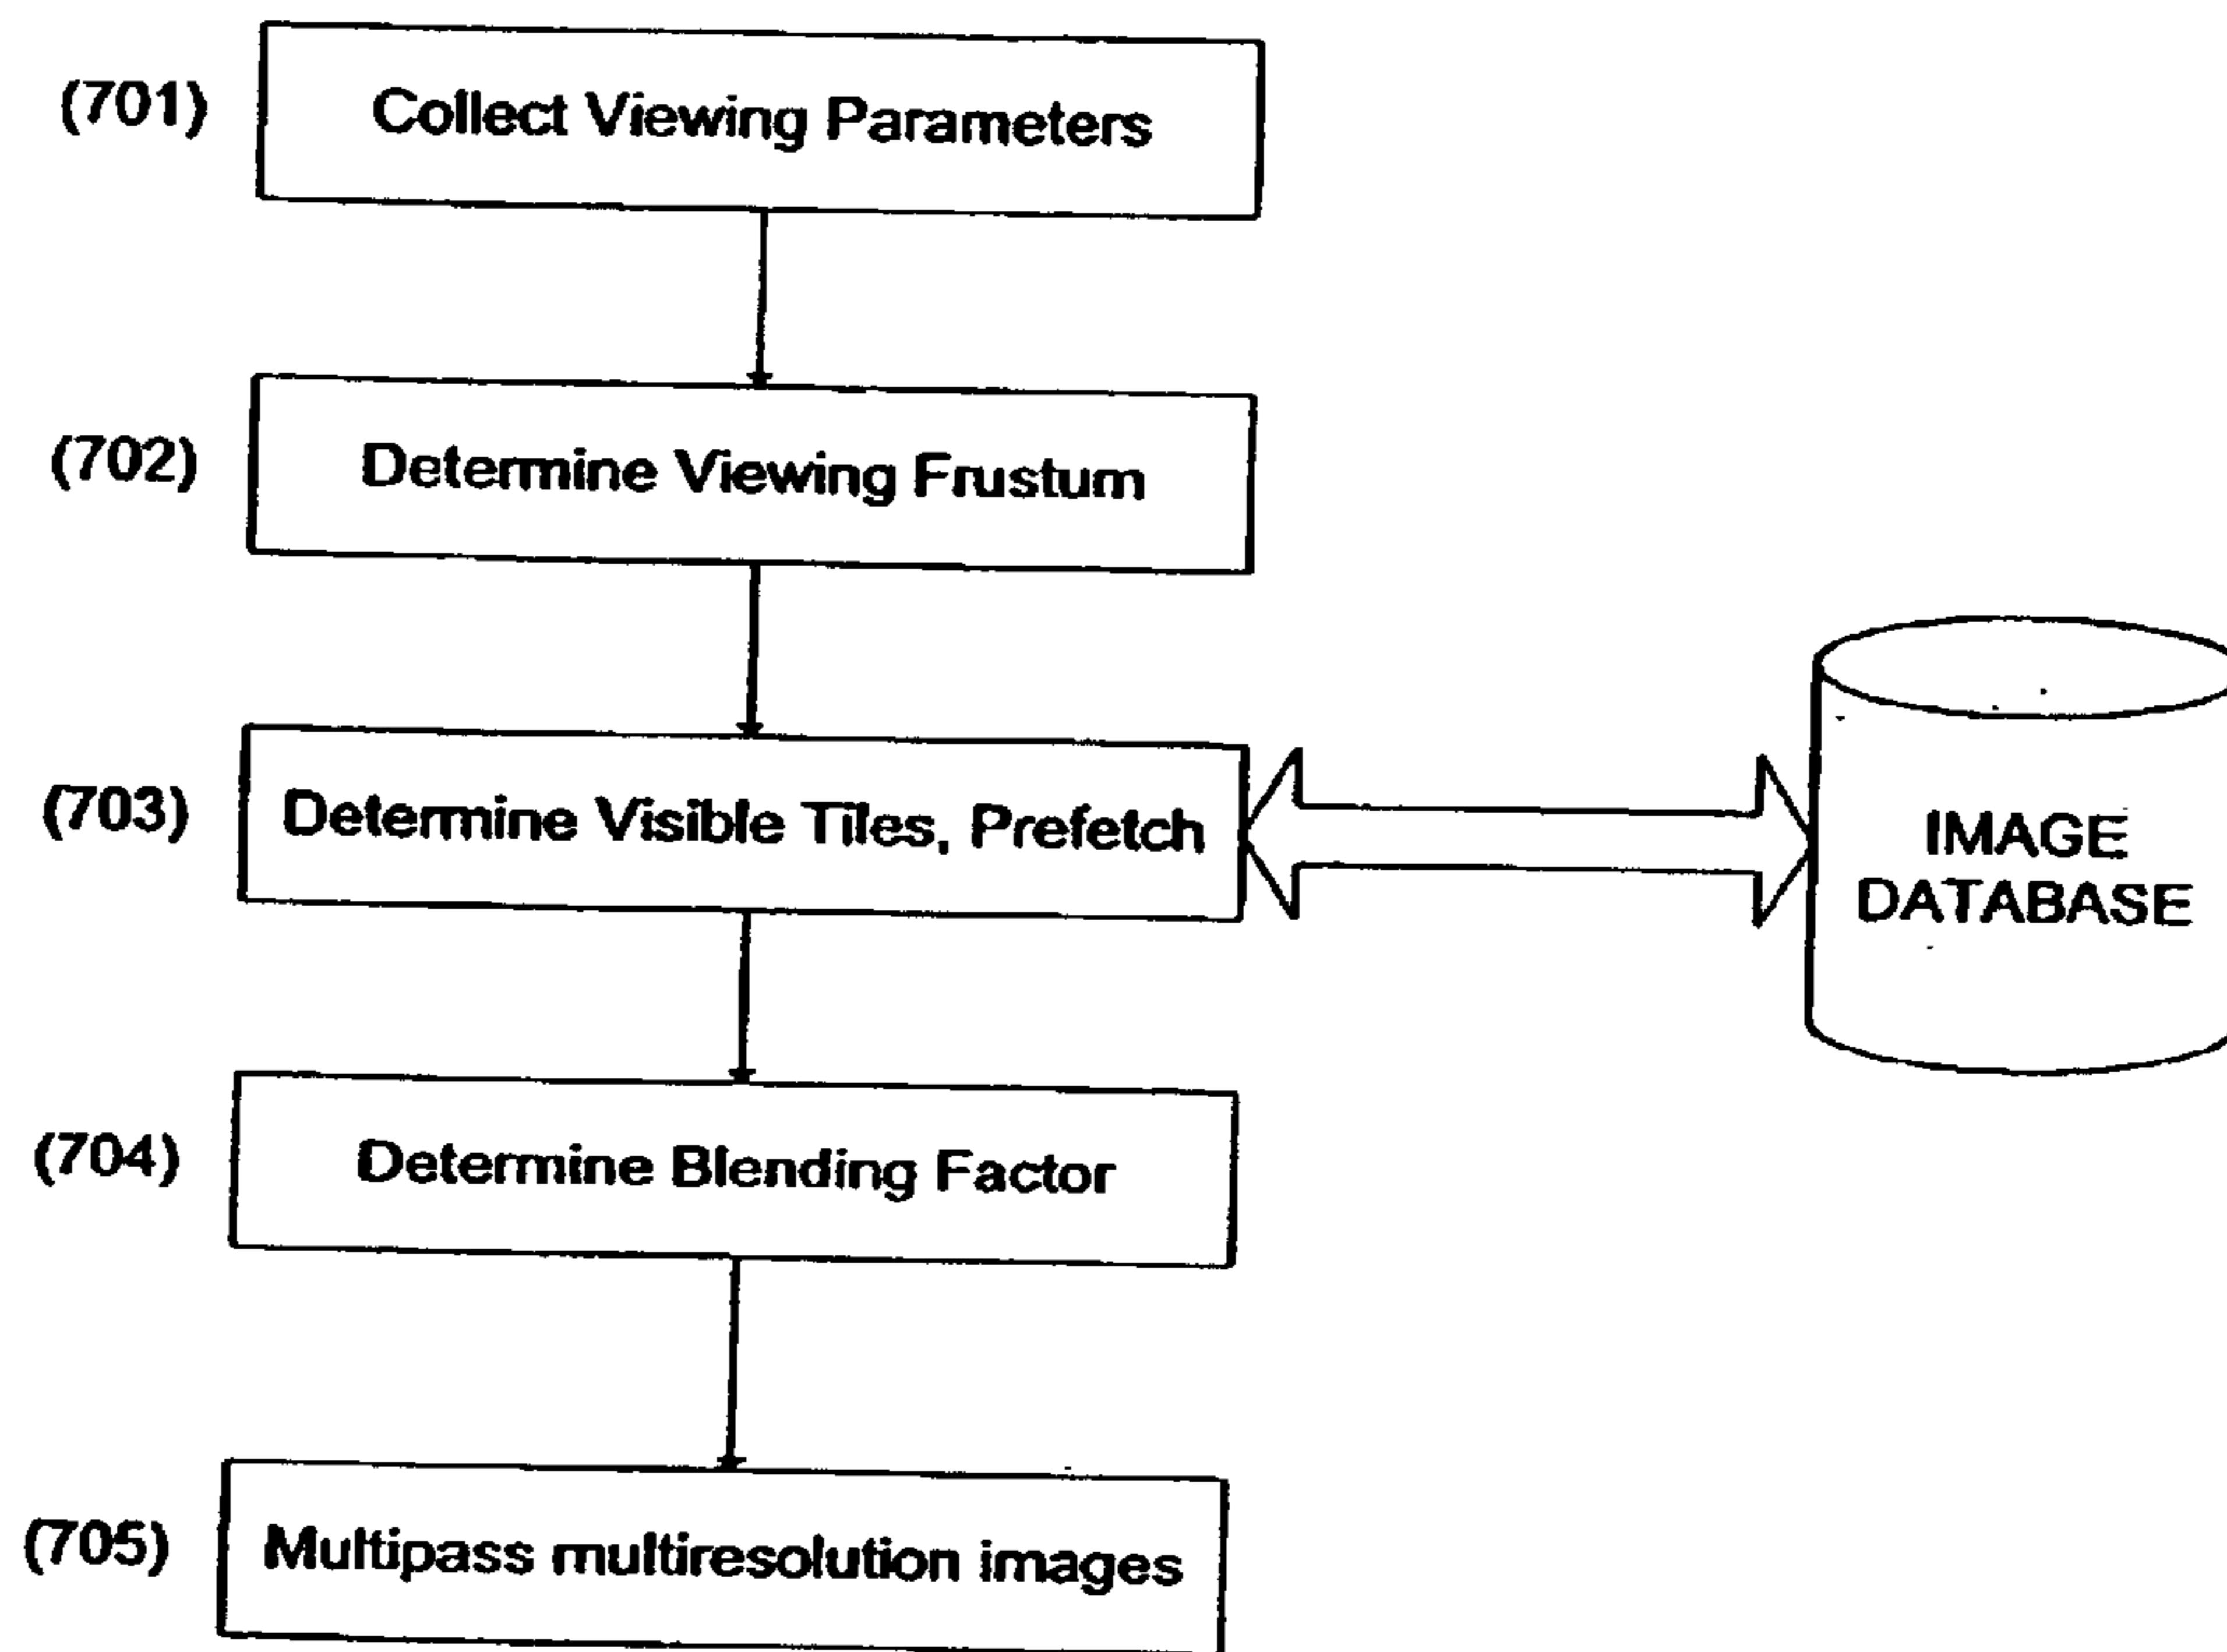 (701) Collect Viewing Parameters
(702) Determine Viewing Frustum
(703) Determine Visible Tiles, Prefetch
IMAGE
DATABASE
(704) Determine Blending Factor
(705) Multipass multiresolution images